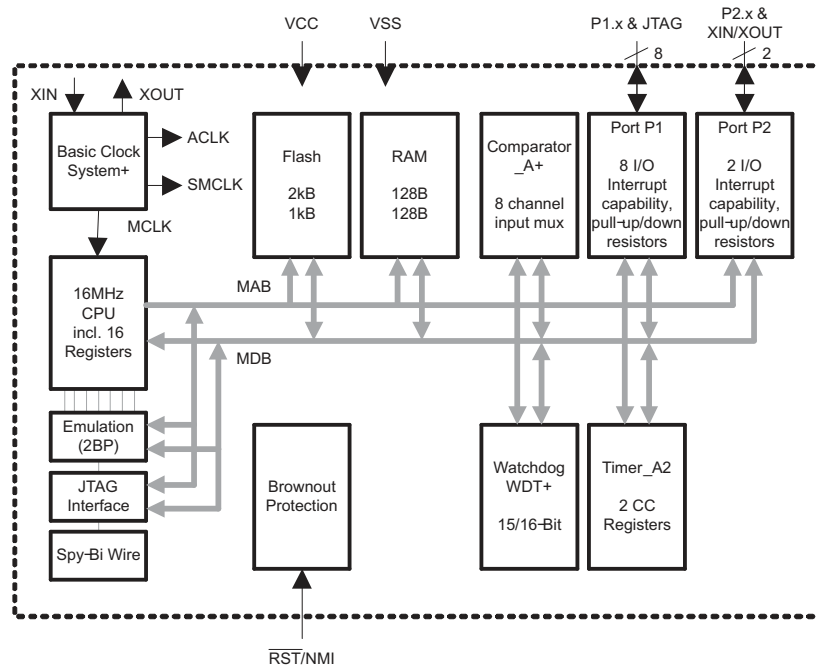 VCC
VSS
P1.x & JTAG
8
P2.x &
XIN/XOUT
2
XIN
XOUT
Basic Clock
System+
ACLK
SMCLK
MCLK
Flash
2kB
1kB
RAM
128B
128B
Comparator
_A+
8 channel
input mux
Port P1
8 I/O
Interrupt
capability,
pull-up/down
resistors
Port P2
2 I/O
Interrupt
capability,
pull-up/down
resistors
16MHz
CPU
incl. 16
Registers
MAB
MDB
Emulation
(2BP)
JTAG
Interface
Spy-Bi Wire
Brownout
Protection
Watchdog
WDT+
15/16-Bit
Timer_A2
2 CC
Registers
RST/NMI